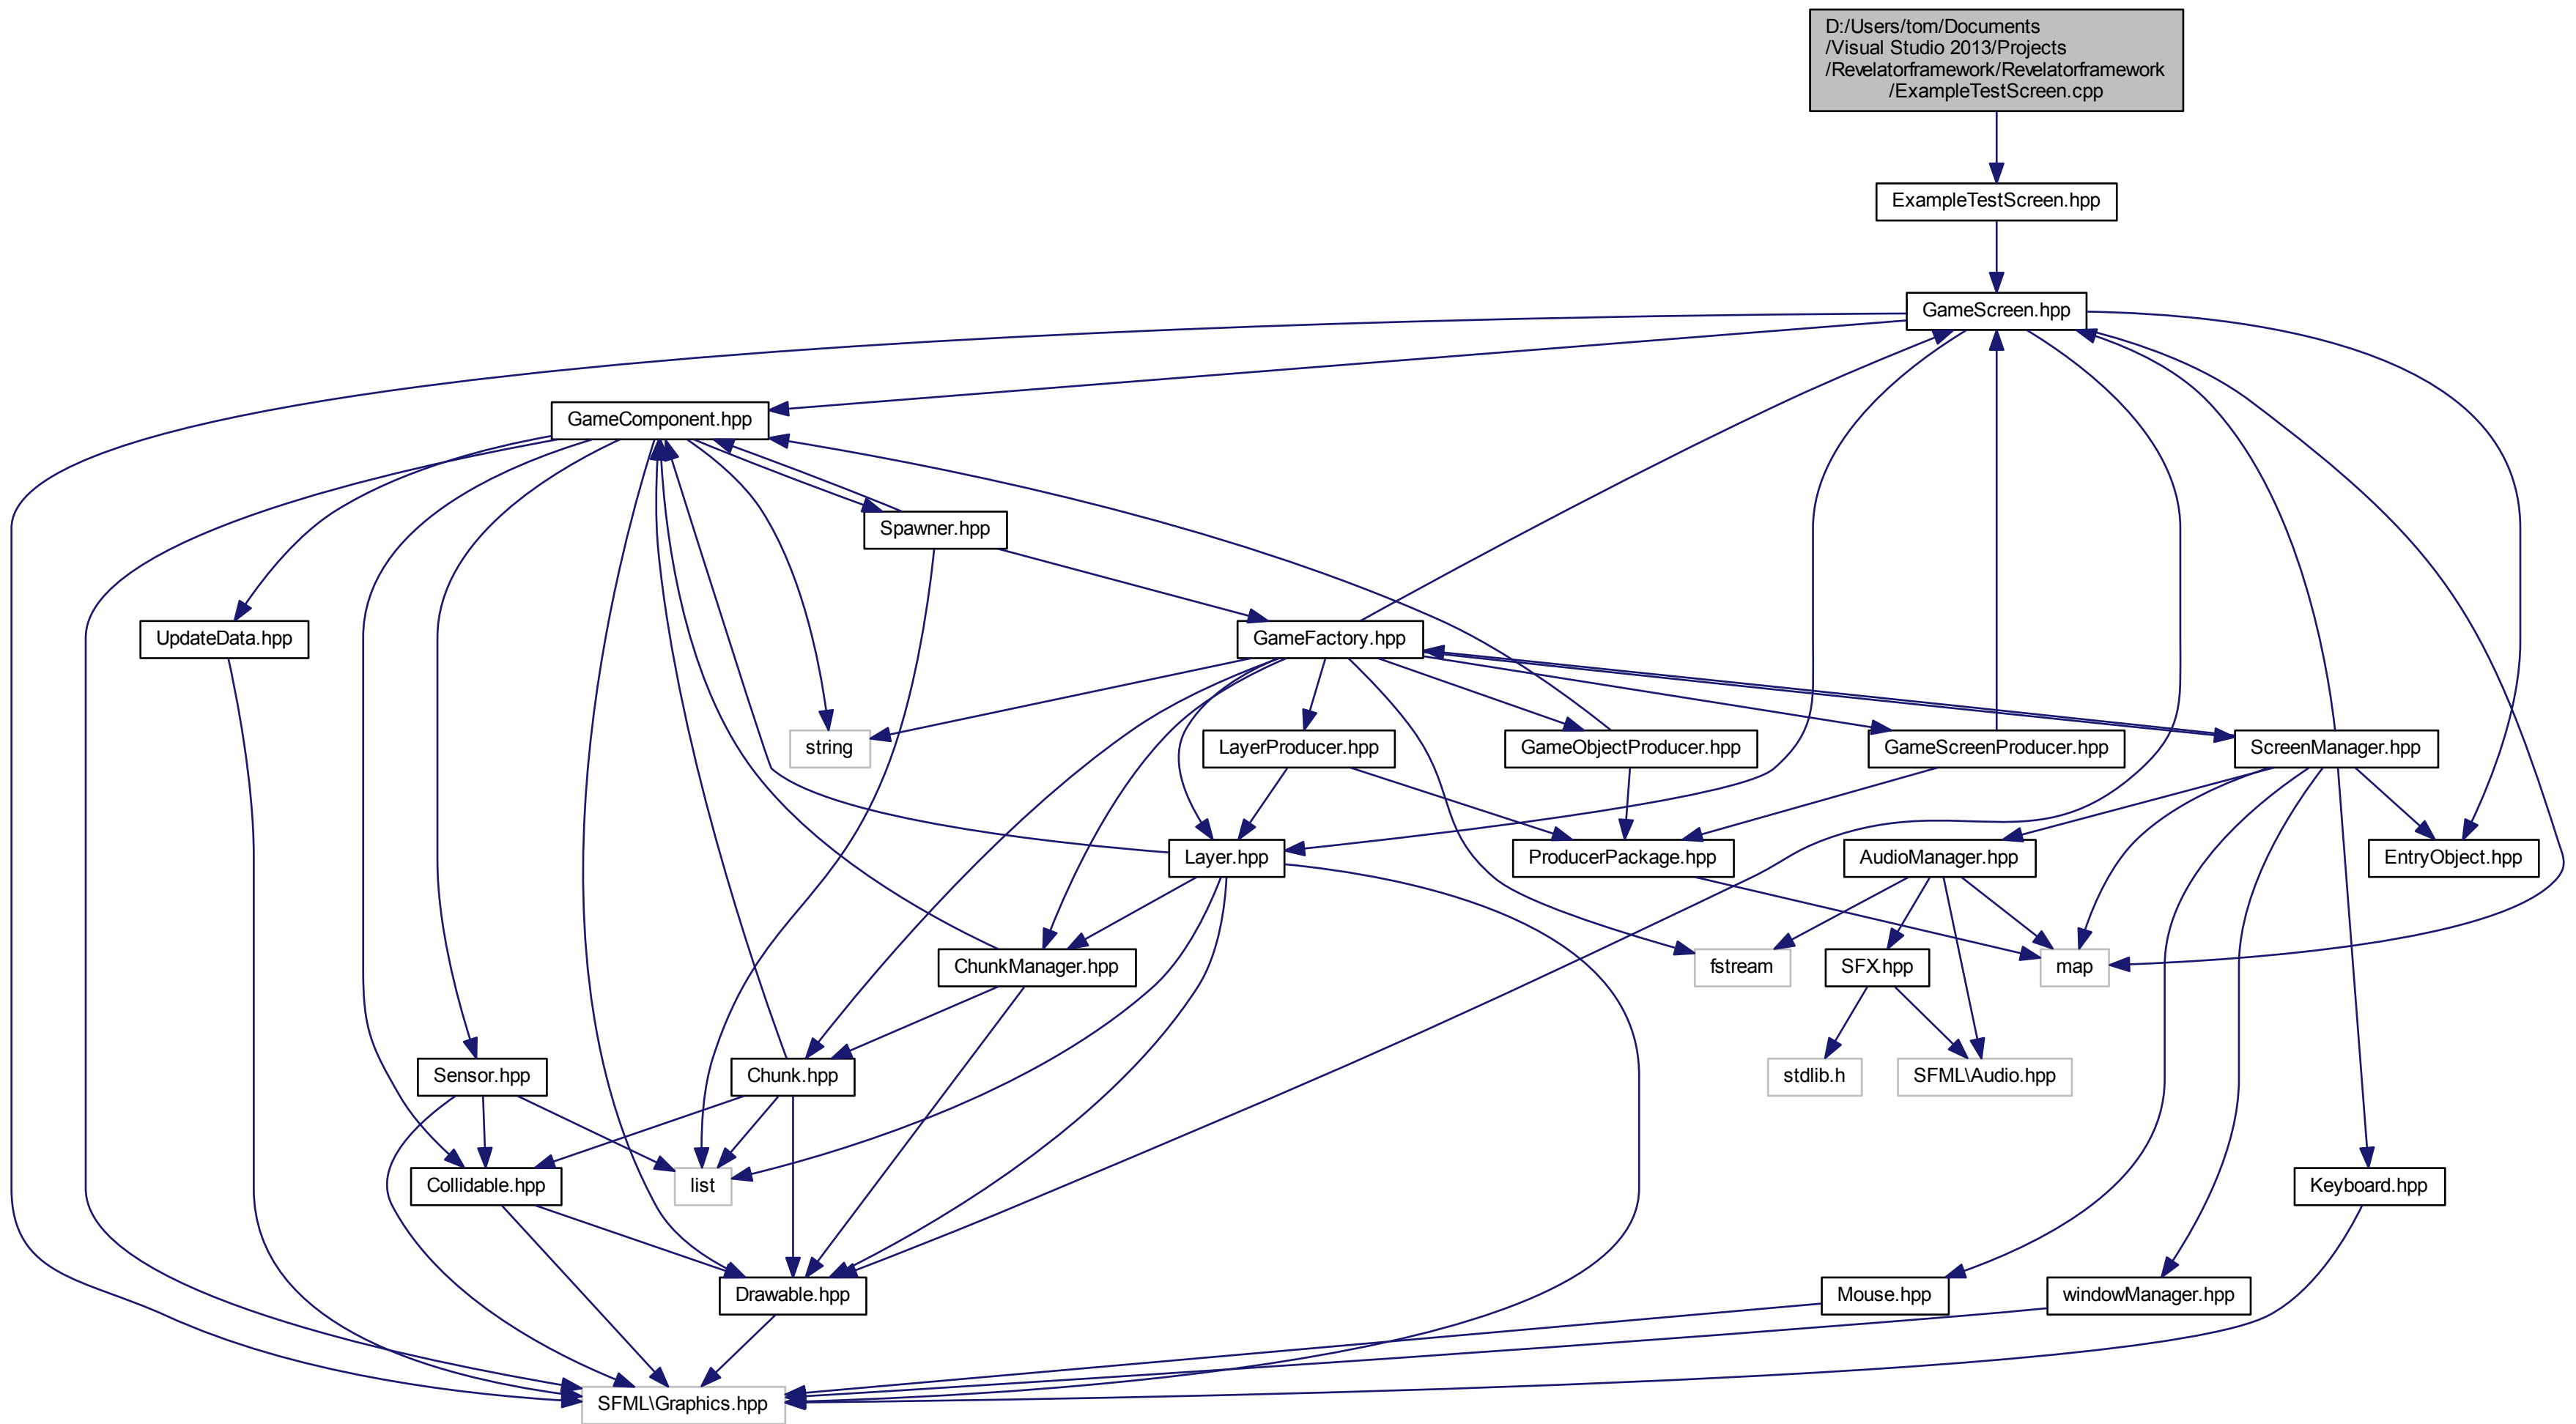 D:/Users/tom/Documents
/Visual Studio 2013/Projects
/Revelatorframework/Revelatorframework
/ExampleTestScreen.cpp
ExampleTestScreen.hpp
GameScreen.hpp
GameComponent.hpp
Spawner.hpp
UpdateData.hpp
GameFactory.hpp
string
LayerProducer.hpp
GameObjectProducer.hpp
GameScreenProducer.hpp
ScreenManager.hpp
Layer.hpp
ProducerPackage.hpp
AudioManager.hpp
EntryObject.hpp
ChunkManager.hpp
fstream
SFX.hpp
map
Sensor.hpp
Chunk.hpp
stdlib.h
SFML\Audio.hpp
Collidable.hpp
list
Keyboard.hpp
Drawable.hpp
Mouse.hpp
windowManager.hpp
SFML\Graphics.hpp